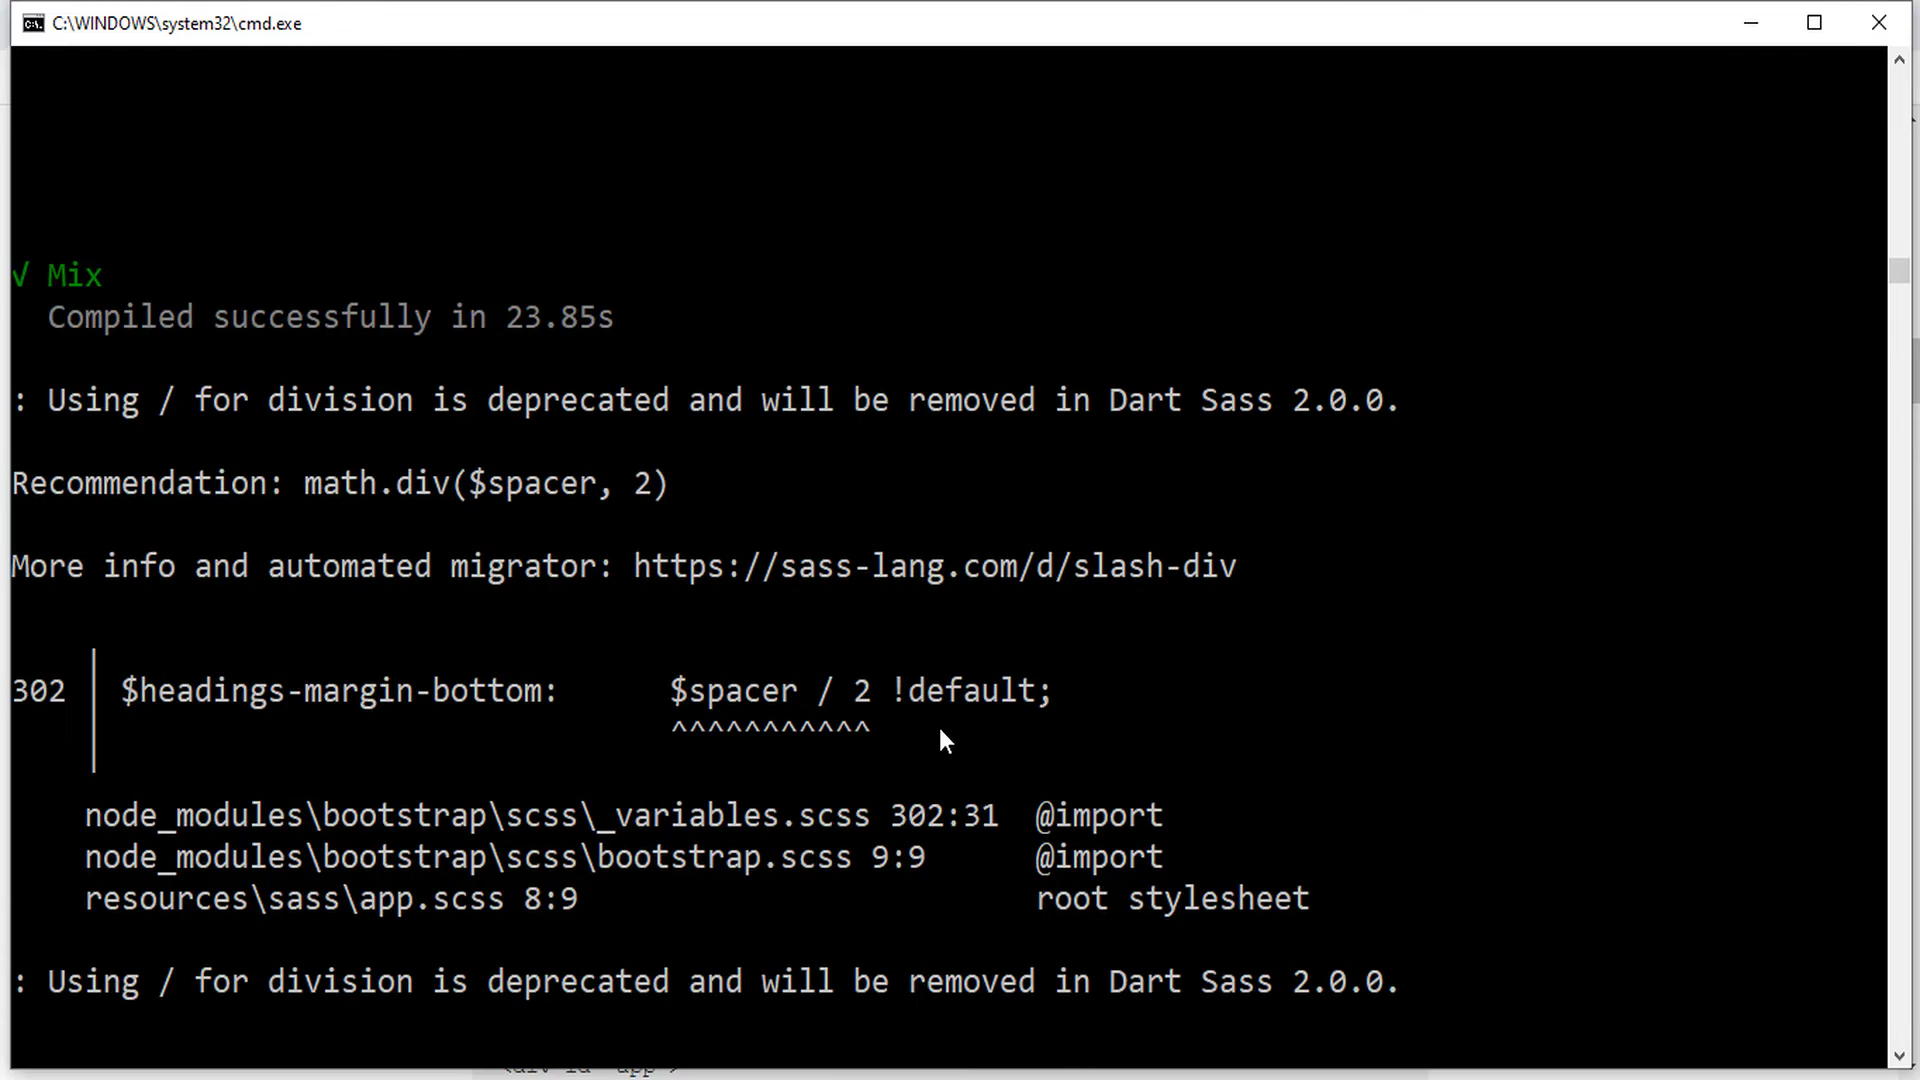 C:\WINDOWS\system32\cmd.exe
√ Mix
Compiled successfully in 23.85s
: Using / for division is deprecated and will be removed in Dart Sass 2.0.0.
Recommendation: math.div($spacer, 2)
More info and automated migrator: https://sass-lang.com/d/slash-div
302 │ $headings-margin-bottom: $spacer / 2 !default;
^^^^^^^^^^^
node_modules\bootstrap\scss\_variables.scss 302:31 @import
node_modules\bootstrap\scss\bootstrap.scss 9:9 @import
resources\sass\app.scss 8:9 root stylesheet
: Using / for division is deprecated and will be removed in Dart Sass 2.0.0.